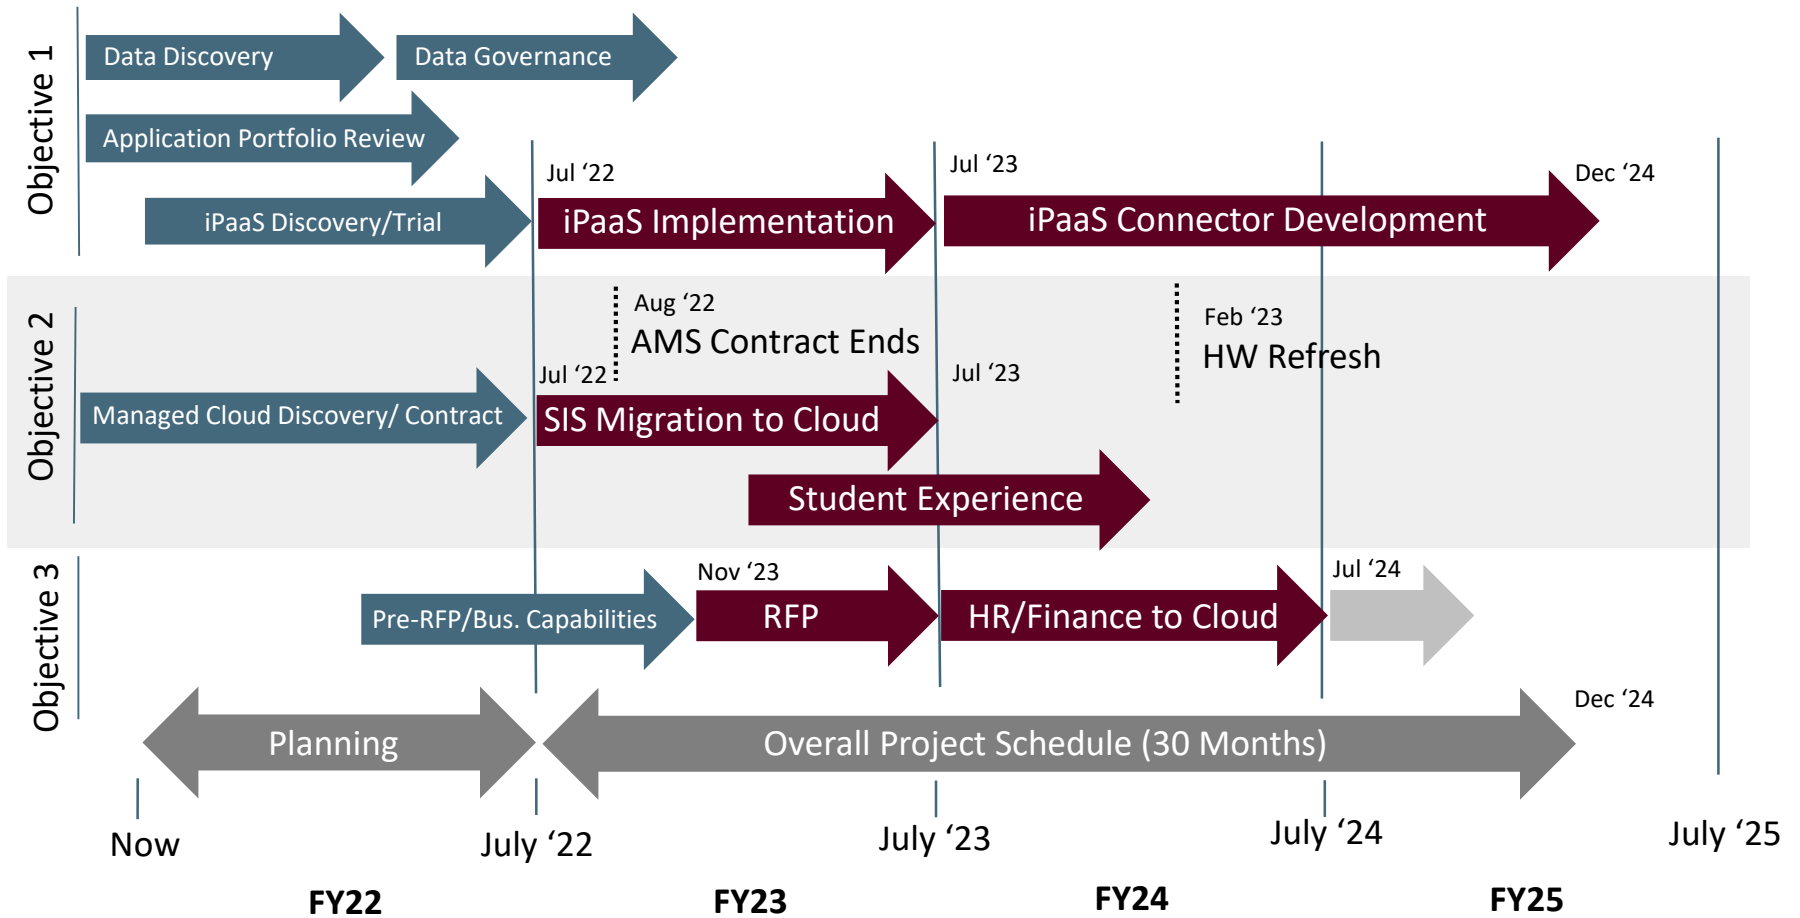 Objective 1
Data Discovery
Data Governance
Application Portfolio Review
Jul ‘22
Jul ‘23
Dec ‘24
iPaaS Discovery/Trial
iPaaS Implementation
iPaaS Connector Development
Objective 2
Aug ‘22
AMS Contract Ends
Feb ‘23
HW Refresh
Jul ‘22
Jul ‘23
Managed Cloud Discovery/ Contract
SIS Migration to Cloud
Student Experience
Objective 3
Nov ‘23
Jul ‘24
Pre-RFP/Bus. Capabilities
RFP
HR/Finance to Cloud
Dec ‘24
Planning
Overall Project Schedule (30 Months)
Now
July ‘22
July ‘23
July ‘24
July ‘25
FY22
FY23
FY24
FY25